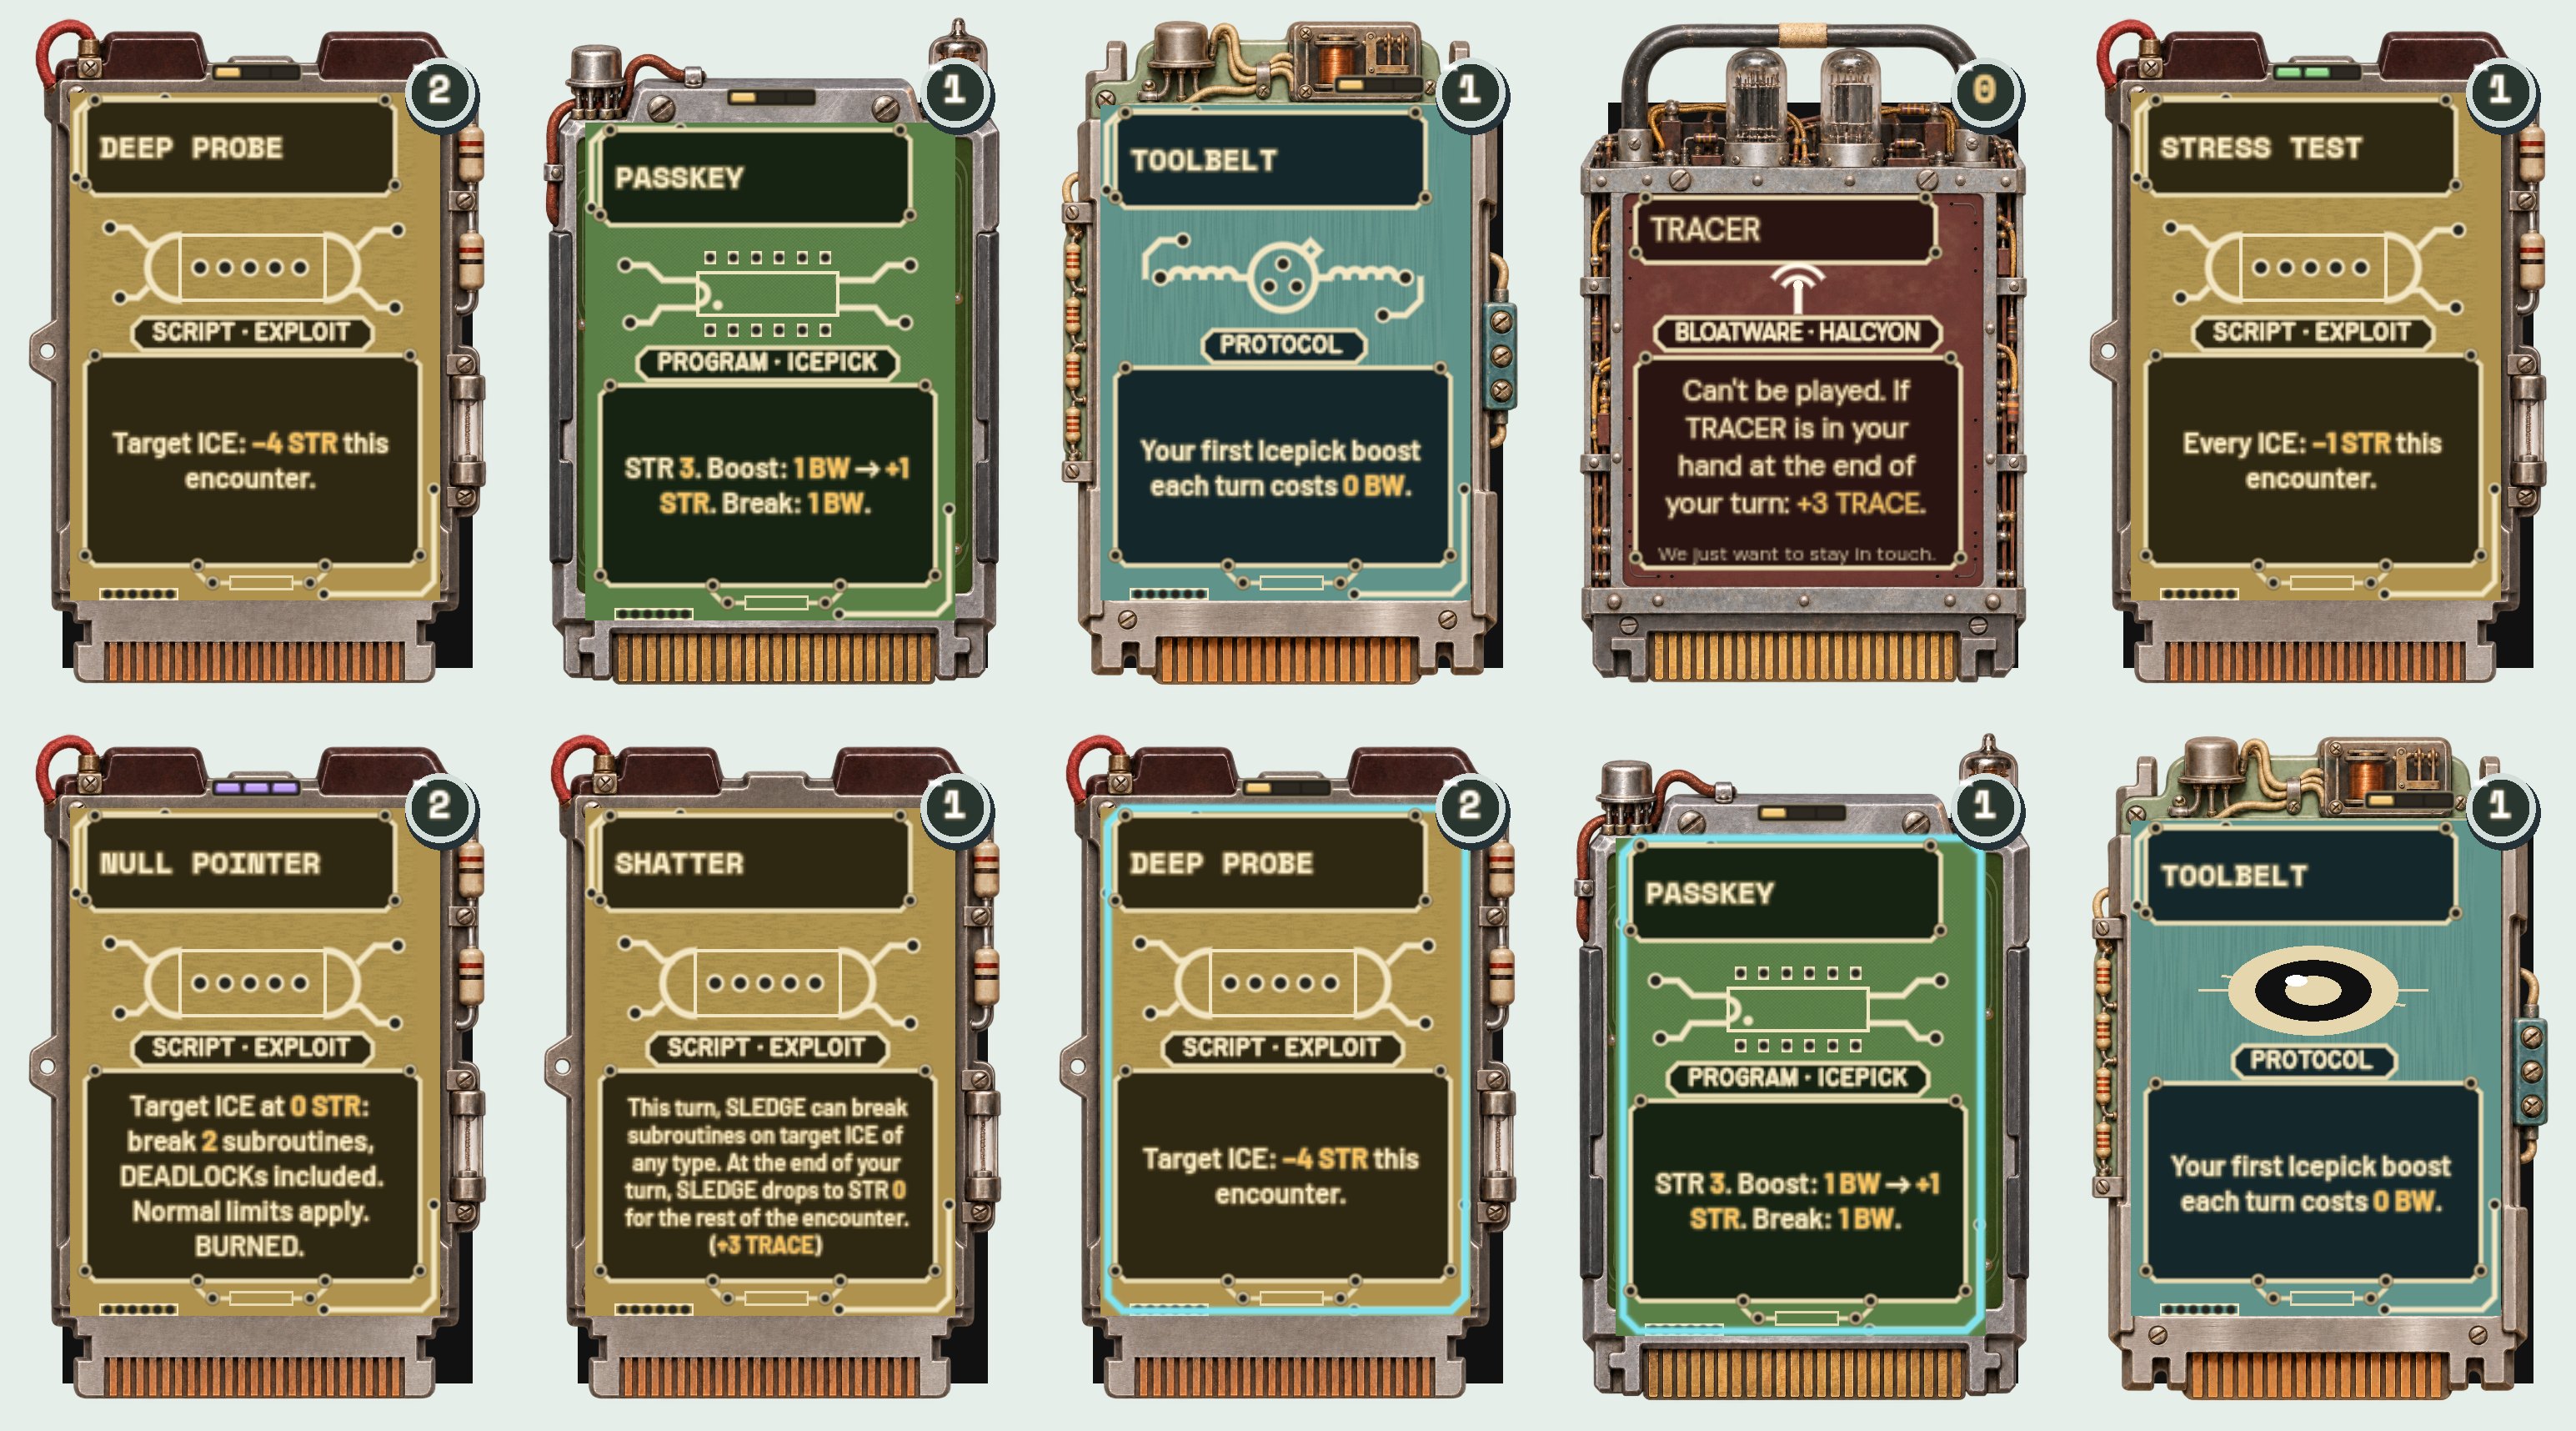 2
DEEP PROBE
SCRIPT · EXPLOIT
Target ICE: –4 STR this
encounter.
1
PASSKEY
PROGRAM · ICEPICK
STR 3. Boost: 1 BW → +1
STR. Break: 1 BW.
1
TOOLBELT
PROTOCOL
Your first Icepick boost
each turn costs 0 BW.
0
TRACER
BLOATWARE · HALCYON
Can't be played. If
TRACER is in your
hand at the end of
your turn: +3 TRACE.
We just want to stay in touch.
1
STRESS TEST
SCRIPT · EXPLOIT
Every ICE: –1 STR this
encounter.
2
NULL POINTER
SCRIPT · EXPLOIT
Target ICE at 0 STR:
break 2 subroutines,
DEADLOCKs included.
Normal limits apply.
BURNED.
1
SHATTER
SCRIPT · EXPLOIT
This turn, SLEDGE can break
subroutines on target ICE of
any type. At the end of your
turn, SLEDGE drops to STR 0
for the rest of the encounter.
(+3 TRACE)
2
DEEP PROBE
SCRIPT · EXPLOIT
Target ICE: –4 STR this
encounter.
1
PASSKEY
PROGRAM · ICEPICK
STR 3. Boost: 1 BW → +1
STR. Break: 1 BW.
1
TOOLBELT
PROTOCOL
Your first Icepick boost
each turn costs 0 BW.